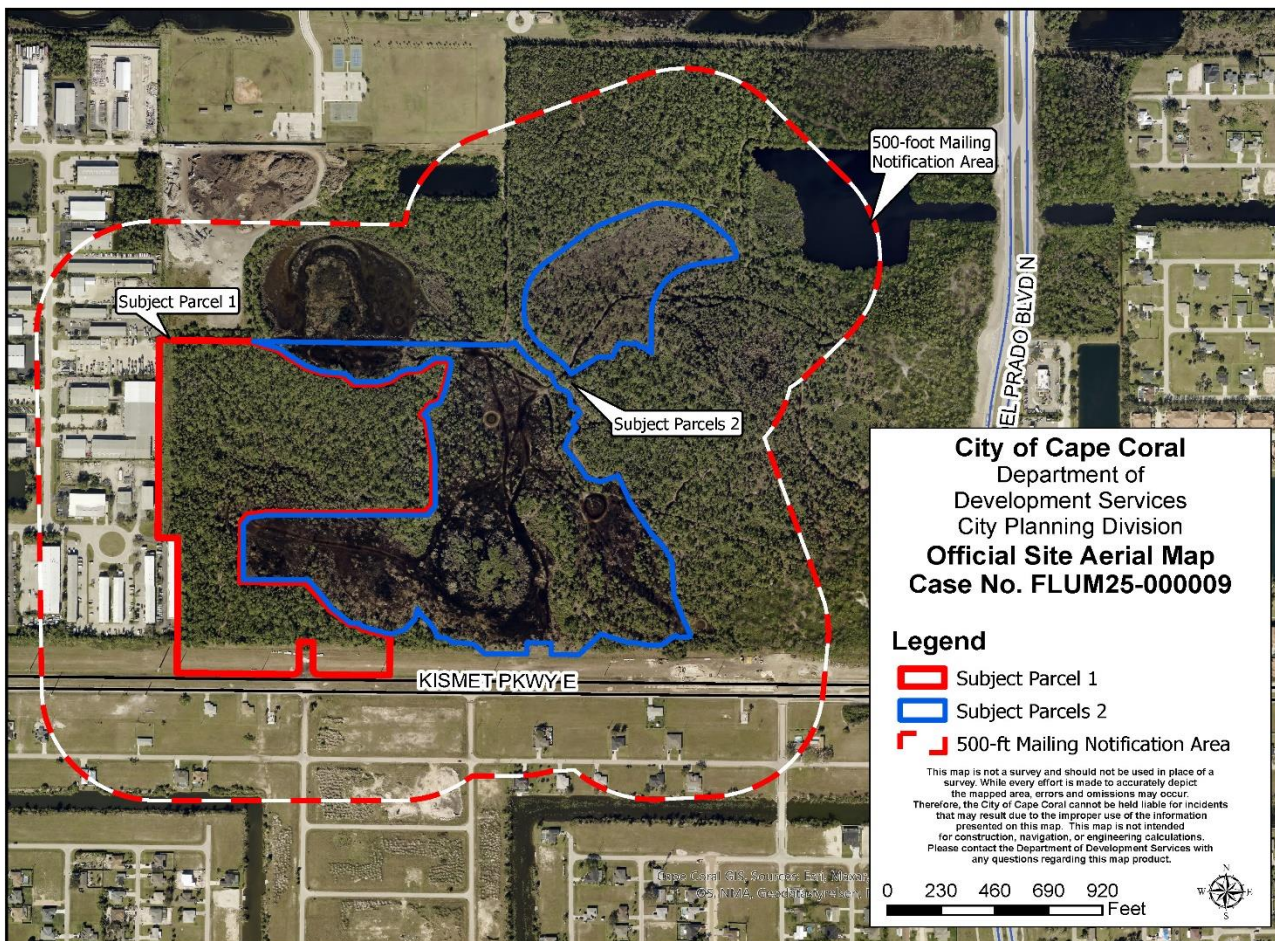 500-foot Mailing
Notification Area
Subject Parcel 1
Subject Parcels 2
EL PRADO BLVD N
KISMET PKWY E
City of Cape Coral
Department of
Development Services
City Planning Division
Official Site Aerial Map
Case No. FLUM25-000009
Legend
Subject Parcel 1
Subject Parcels 2
500-ft Mailing Notification Area
This map is not a survey and should not be used in place of a
survey. While every effort is made to accurately depict
the mapped area, errors and omissions may occur.
Therefore, the City of Cape Coral cannot be held liable for incidents
that may result due to the improper use of the information
presented on this map. This map is not intended
for construction, navigation, or engineering calculations.
Please contact the Department of Development Services with
any questions regarding this map product.
N
W E
S
0 230 460 690 920
Feet
Cape Coral GIS, Sources: Esri, Maxar